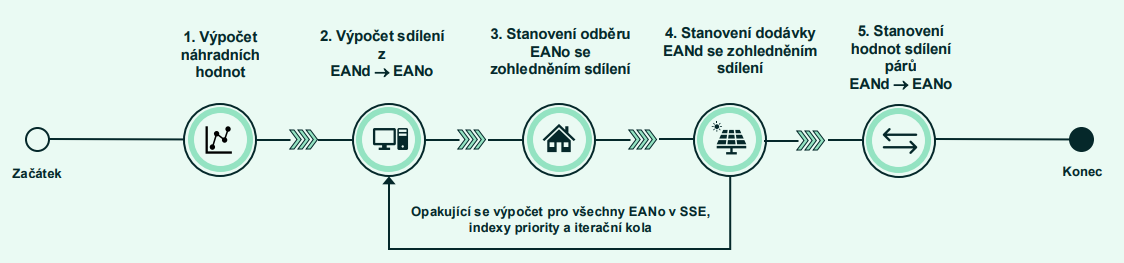 1. Výpočet
náhradních
hodnot
2. Výpočet sdílení
z
EANd → EANo
3. Stanovení odběru
EANo se
zohledněním sdílení
4. Stanovení dodávky
EANd se zohledněním
sdílení
5. Stanovení
hodnot sdílení
párů
EANd → EANo
Začátek
Konec
Opakující se výpočet pro všechny EANo v SSE,
indexy priority a iterační kola